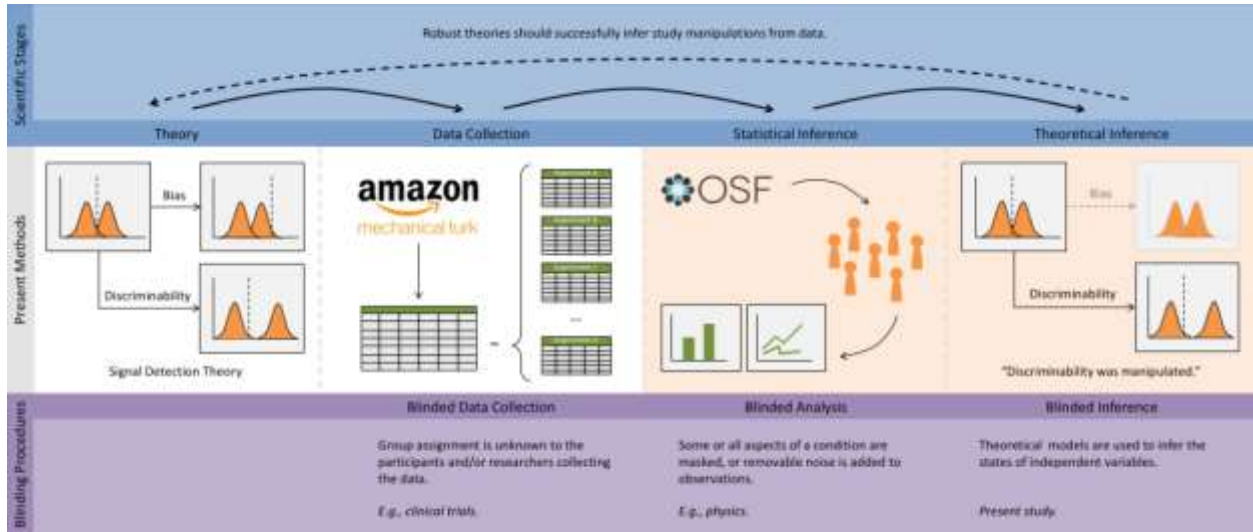 Scientific Stages
Robust theories should successfully infer study manipulations from data.
Theory
Data Collection
Statistical Inference
Theoretical Inference
Present Methods
Bias
Discriminability
Signal Detection Theory
amazon
mechanical turk
~
...
OSF
Bias
Discriminability
"Discriminability was manipulated."
Blinding Procedures
Blinded Data Collection
Group assignment is unknown to the
participants and/or researchers collecting
the data.
E.g., clinical trials.
Blinded Analysis
Some or all aspects of a condition are
masked, or removable noise is added to
observations.
E.g., physics.
Blinded Inference
Theoretical models are used to infer the
states of independent variables.
Present study.